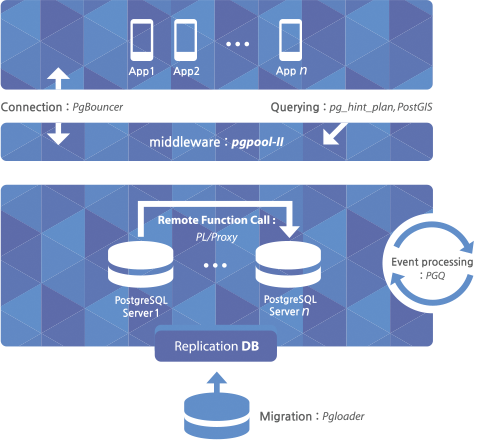 App1 App2 App n
Connection : PgBouncer
Querying : pg_hint_plan, PostGIS
middleware : pgpool-II
Remote Function Call :
PL/Proxy
Event processing
: PGQ
PostgreSQL
Server 1
PostgreSQL
Server n
Replication DB
Migration : Pgloader